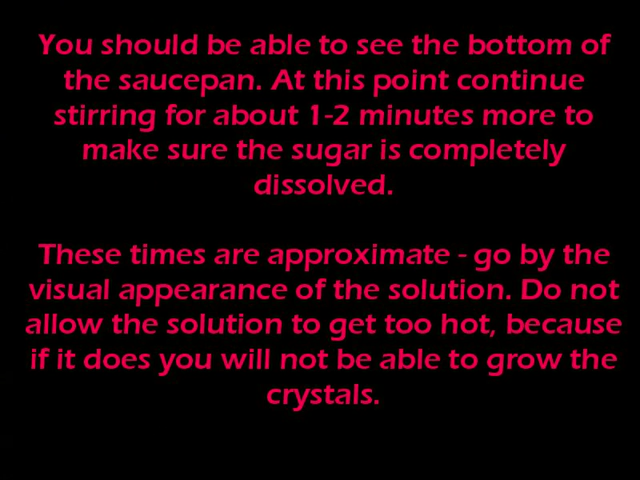 You should be able to see the bottom of
the saucepan. At this point continue
stirring for about 1-2 minutes more to
make sure the sugar is completely
dissolved.
These times are approximate - go by the
visual appearance of the solution. Do not
allow the solution to get too hot, because
if it does you will not be able to grow the
crystals.